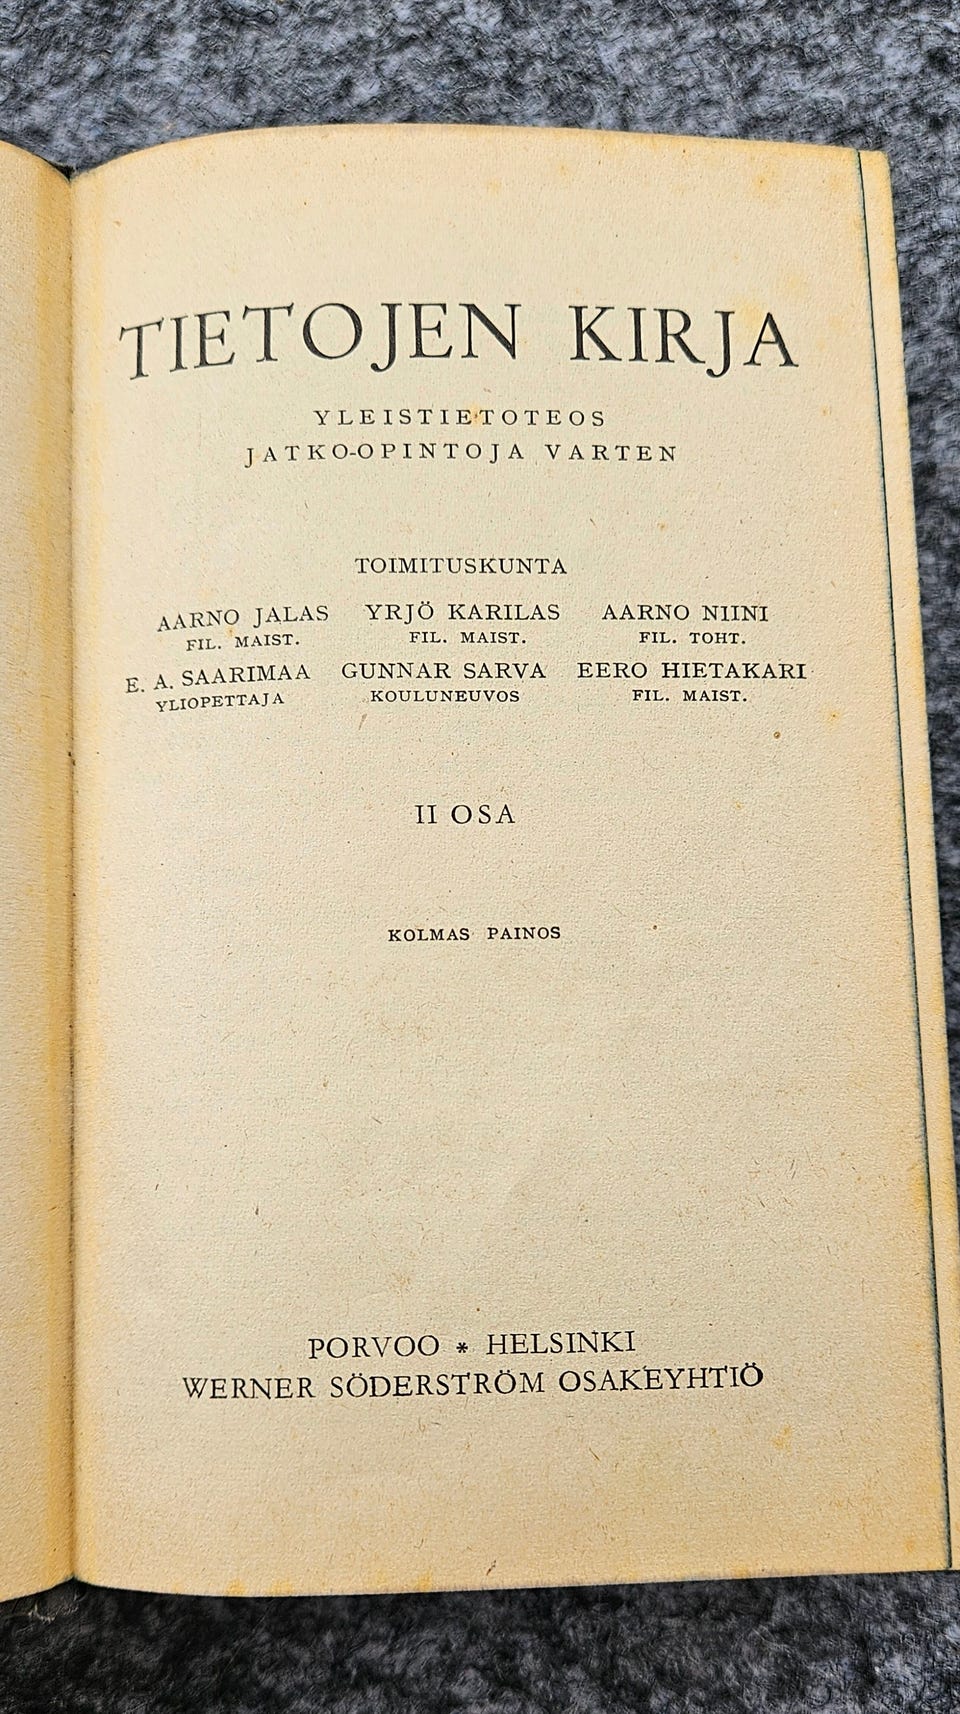 TIETOJEN KIRJA
YLEISTIETOTEOS
JATKO-OPINTOJA VARTEN
TOIMITUSKUNTA
AARNO JALAS YRJÖ KARILAS AARNO NIINI
FIL. MAIST. FIL. MAIST. FIL. TOHT.
E. A. SAARIMAA GUNNAR SARVA EERO HIETAKARI
YLIOPETTAJA KOULUNEUVOS FIL. MAIST.
II OSA
KOLMAS PAINOS
PORVOO * HELSINKI
WERNER SÖDERSTRÖM OSAKEYHTIÖ